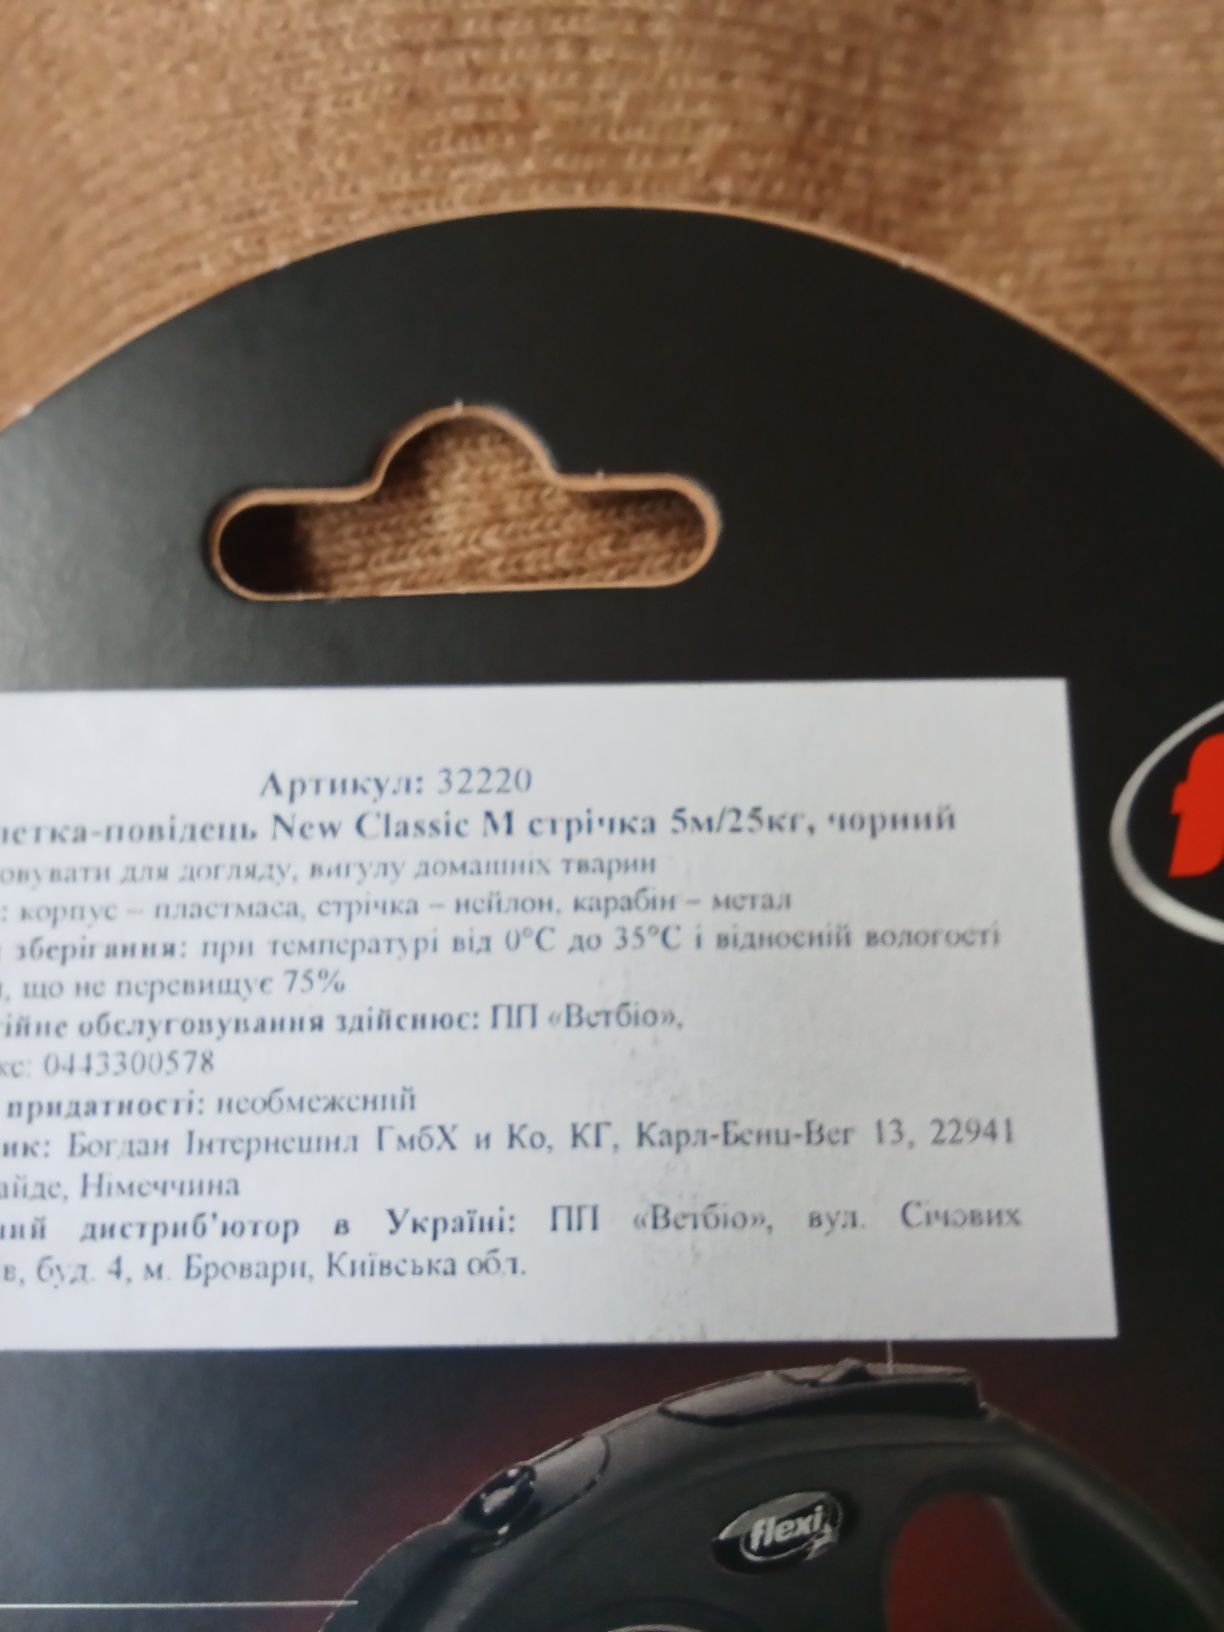 Артикул: 32220
летка-повідець New Classic M стрічка 5м/25кг, чорний
овувати для догляду, вигулу домашніх тварин
: корпус – пластмаса, стрічка – нейлон, карабін – метал
зберігання: при температурі від 0°С до 35°С і відносній вологості
, що не перевищує 75%
ійне обслуговування здійснює: ПП «Ветбіо»,
кс: 0443300578
придатності: необмежений
ик: Богдан Інтернешнл ГмбХ и Ко, КГ, Карл-Бенц-Вег 13, 22941
айде, Німеччина
ний дистриб’ютор в Україні: ПП «Ветбіо», вул. Січових
в, буд. 4, м. Бровари, Київська обл.
flexi